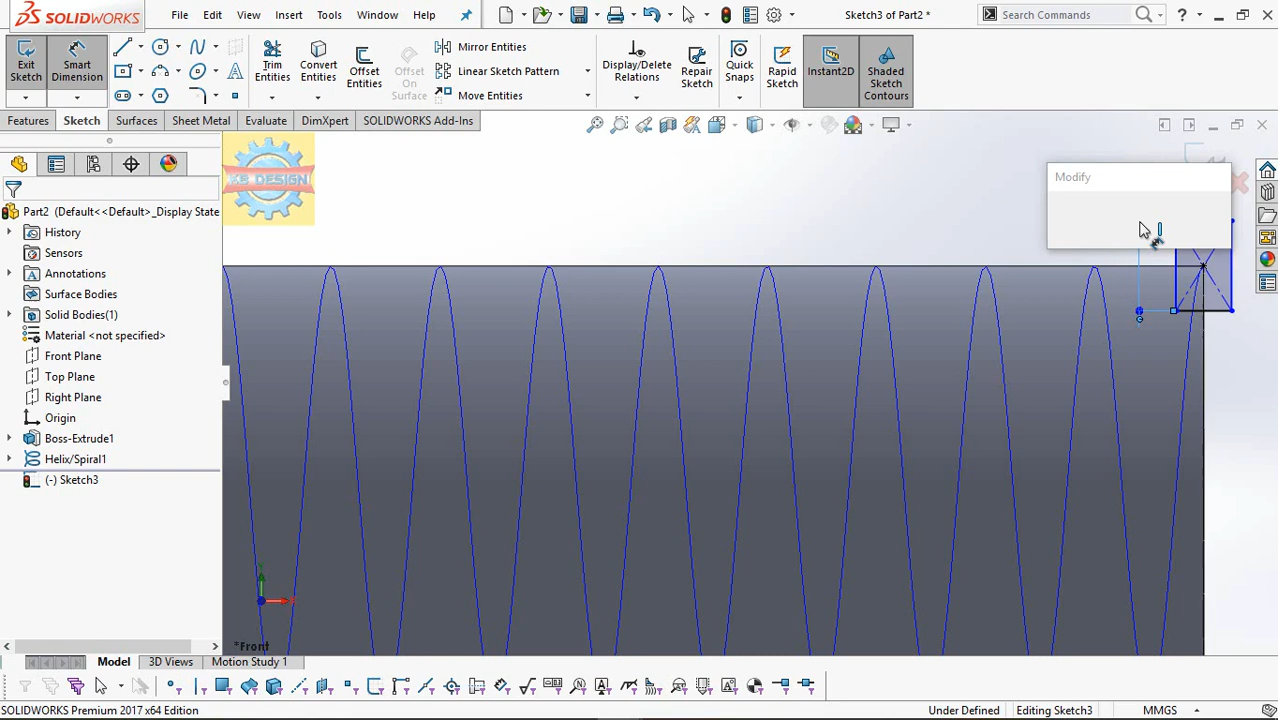 SOLIDWORKS
File Edit View Insert Tools Window Help
Sketch3 of Part2 *
Search Commands
Exit Sketch
Smart Dimension
Trim Entities
Convert Entities
Offset Entities
Offset On Surface
Mirror Entities
Linear Sketch Pattern
Move Entities
Display/Delete Relations
Repair Sketch
Quick Snaps
Rapid Sketch
Instant2D
Shaded Sketch Contours
Features Sketch Surfaces Sheet Metal Evaluate DimXpert SOLIDWORKS Add-Ins
Part2 (Default<<Default>_Display State
History
Sensors
Annotations
Surface Bodies
Solid Bodies(1)
Material <not specified>
Front Plane
Top Plane
Right Plane
Origin
Boss-Extrude1
Helix/Spiral1
(-) Sketch3
DESIGN
Modify
*Front
Model 3D Views Motion Study 1
SOLIDWORKS Premium 2017 x64 Edition
Under Defined Editing Sketch3 MMGS